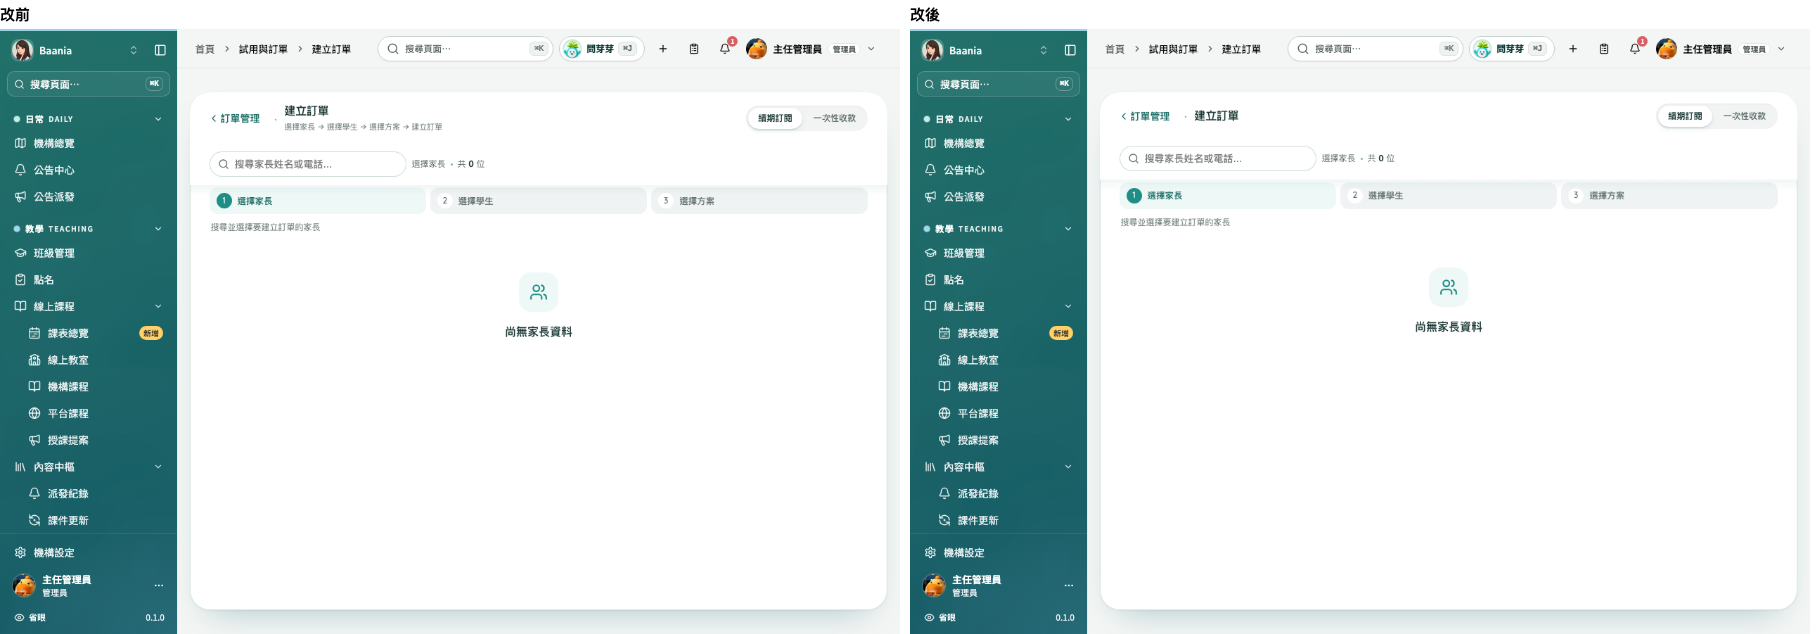 改前
Baania
搜尋頁面…
⌘K
日常 DAILY
機構總覽
公告中心
公告派發
教學 TEACHING
班級管理
點名
線上課程
課表總覽
新增
線上教室
機構課程
平台課程
授課提案
內容中樞
派發紀錄
課件更新
機構設定
主任管理員
管理員
省眼
0.1.0
首頁 > 試用與訂單 > 建立訂單
搜尋頁面…
⌘K
問芽芽 ⌘J
1
主任管理員 管理員
訂單管理 · 建立訂單
選擇家長 → 選擇學生 → 選擇方案 → 建立訂單
續期訂閱 一次性收款
搜尋家長姓名或電話...
選擇家長 · 共 0 位
1 選擇家長
2 選擇學生
3 選擇方案
搜尋並選擇要建立訂單的家長
尚無家長資料
改後
Baania
搜尋頁面…
⌘K
日常 DAILY
機構總覽
公告中心
公告派發
教學 TEACHING
班級管理
點名
線上課程
課表總覽
新增
線上教室
機構課程
平台課程
授課提案
內容中樞
派發紀錄
課件更新
機構設定
主任管理員
管理員
省眼
0.1.0
首頁 > 試用與訂單 > 建立訂單
搜尋頁面…
⌘K
問芽芽 ⌘J
1
主任管理員 管理員
訂單管理 · 建立訂單
續期訂閱 一次性收款
搜尋家長姓名或電話...
選擇家長 · 共 0 位
1 選擇家長
2 選擇學生
3 選擇方案
搜尋並選擇要建立訂單的家長
尚無家長資料